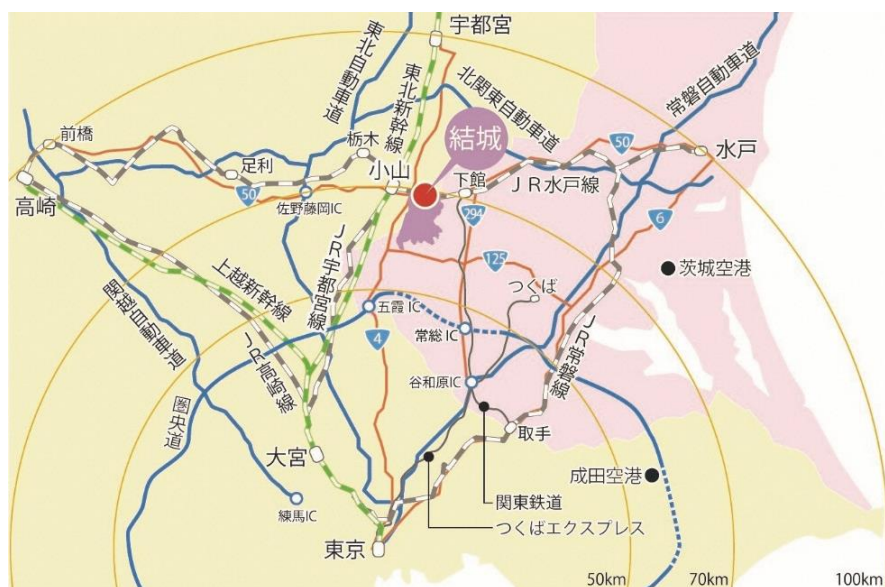 宇都宮
東北自動車道
東北新幹線
北関東自動車道
常磐自動車道
前橋
栃木
結城
50
水戸
足利
小山
下館
JR水戸線
高崎
50
佐野藤岡IC
294
6
125
茨城空港
つくば
上越新幹線
JR宇都宮線
関越自動車道
五霞IC
常総IC
JR高崎線
4
JR常磐線
谷和原IC
圏央道
取手
大宮
成田空港
練馬IC
関東鉄道
つくばエクスプレス
東京
50km
70km
100km